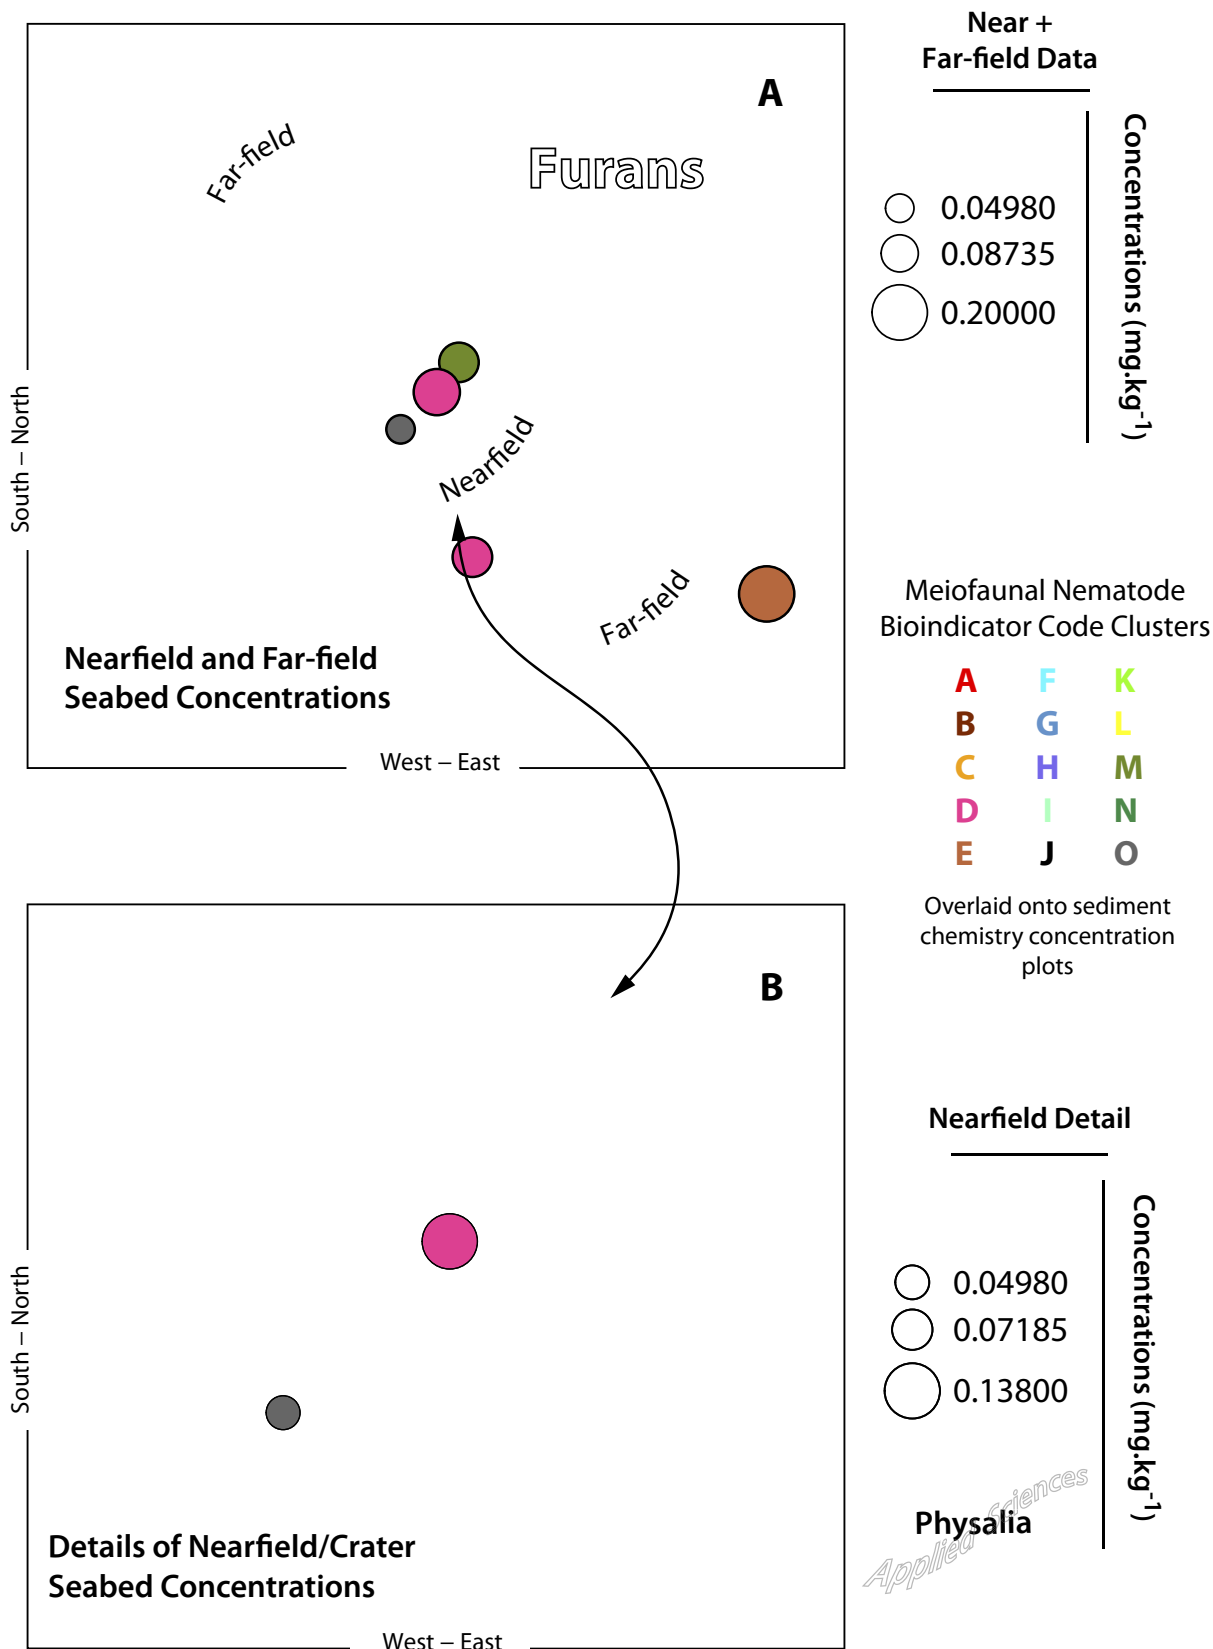 A
Far-field
Furans
Nearfield
Far-field
Nearfield and Far-field
Seabed Concentrations
South – North
West – East
Near +
Far-field Data
0.04980
0.08735
0.20000
Concentrations (mg.kg-1)
Meiofaunal Nematode
Bioindicator Code Clusters
A F K
B G L
C H M
D I N
E J O
Overlaid onto sediment
chemistry concentration
plots
B
Details of Nearfield/Crater
Seabed Concentrations
South – North
West – East
Nearfield Detail
0.04980
0.07185
0.13800
Concentrations (mg.kg-1)
Physalia
Applied Sciences